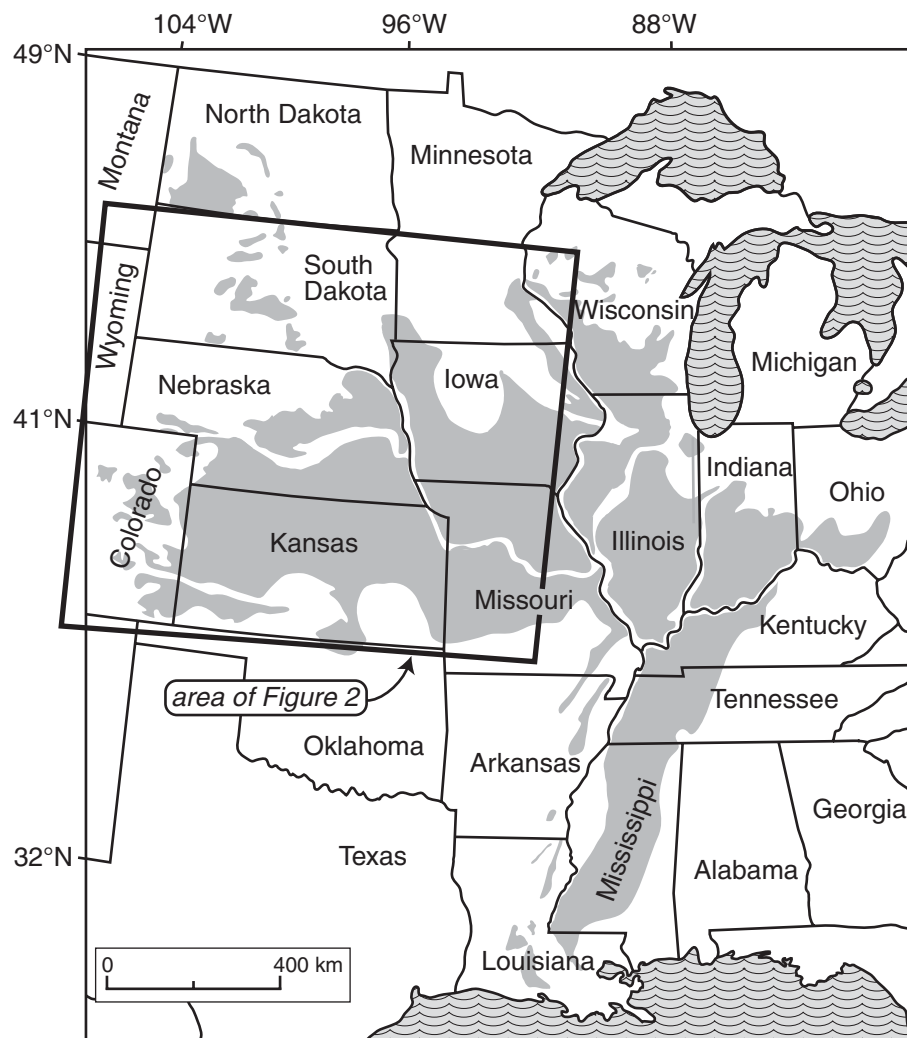 104°W 96°W 88°W
49°N
North Dakota
Montana
Minnesota
South
Dakota
Wyoming
Wisconsin
Michigan
Nebraska
Iowa
41°N
Indiana
Ohio
Colorado
Kansas
Illinois
Missouri
Kentucky
area of Figure 2
Tennessee
Oklahoma
Arkansas
Georgia
Mississippi
32°N
Texas
Alabama
Louisiana
0 400 km